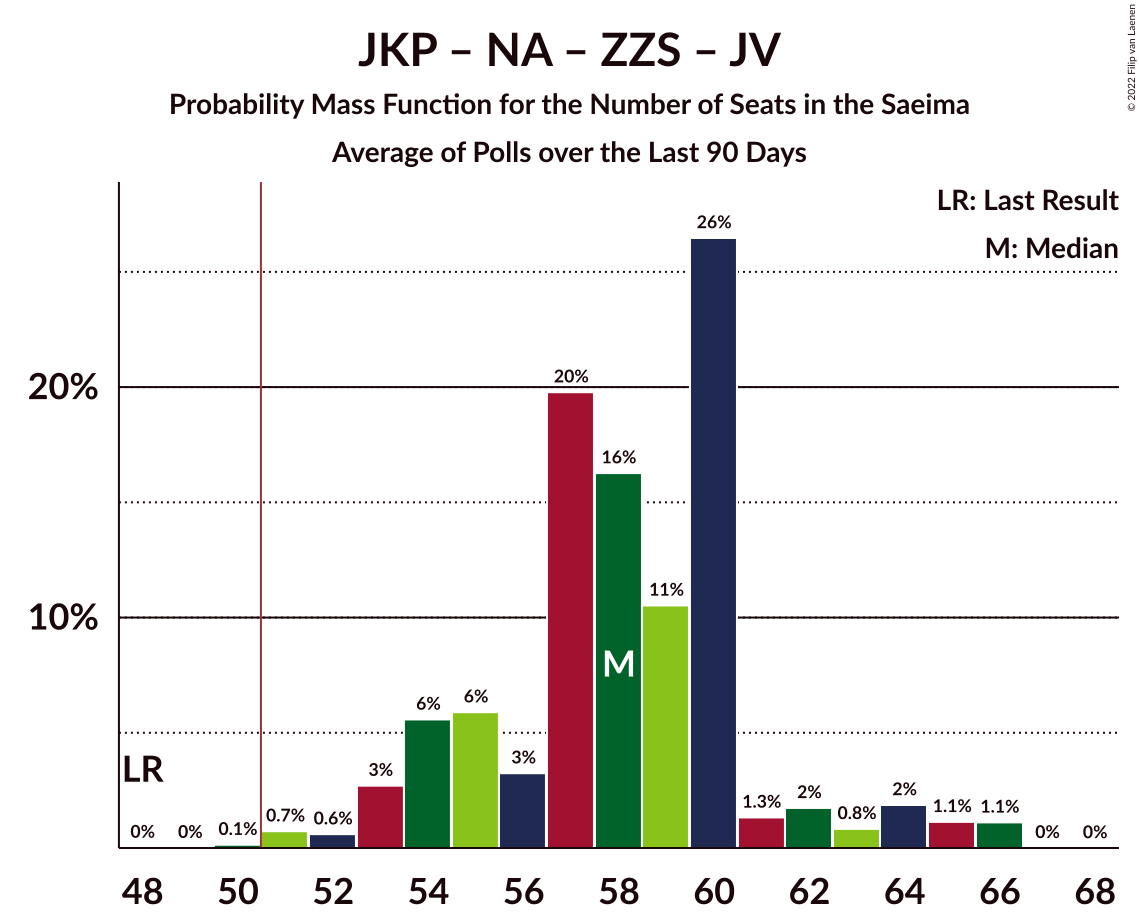 JKP – NA – ZZS – JV
Probability Mass Function for the Number of Seats in the Saeima
Average of Polls over the Last 90 Days
© 2022 Filip van Laenen
LR: Last Result
M: Median
26%
20%
20%
16%
11%
10%
M
6%
6%
3%
3%
LR
0%
0%
0.1%
0.7%
0.6%
1.3%
2%
0.8%
2%
1.1%
1.1%
0%
0%
48 50 52 54 56 58 60 62 64 66 68